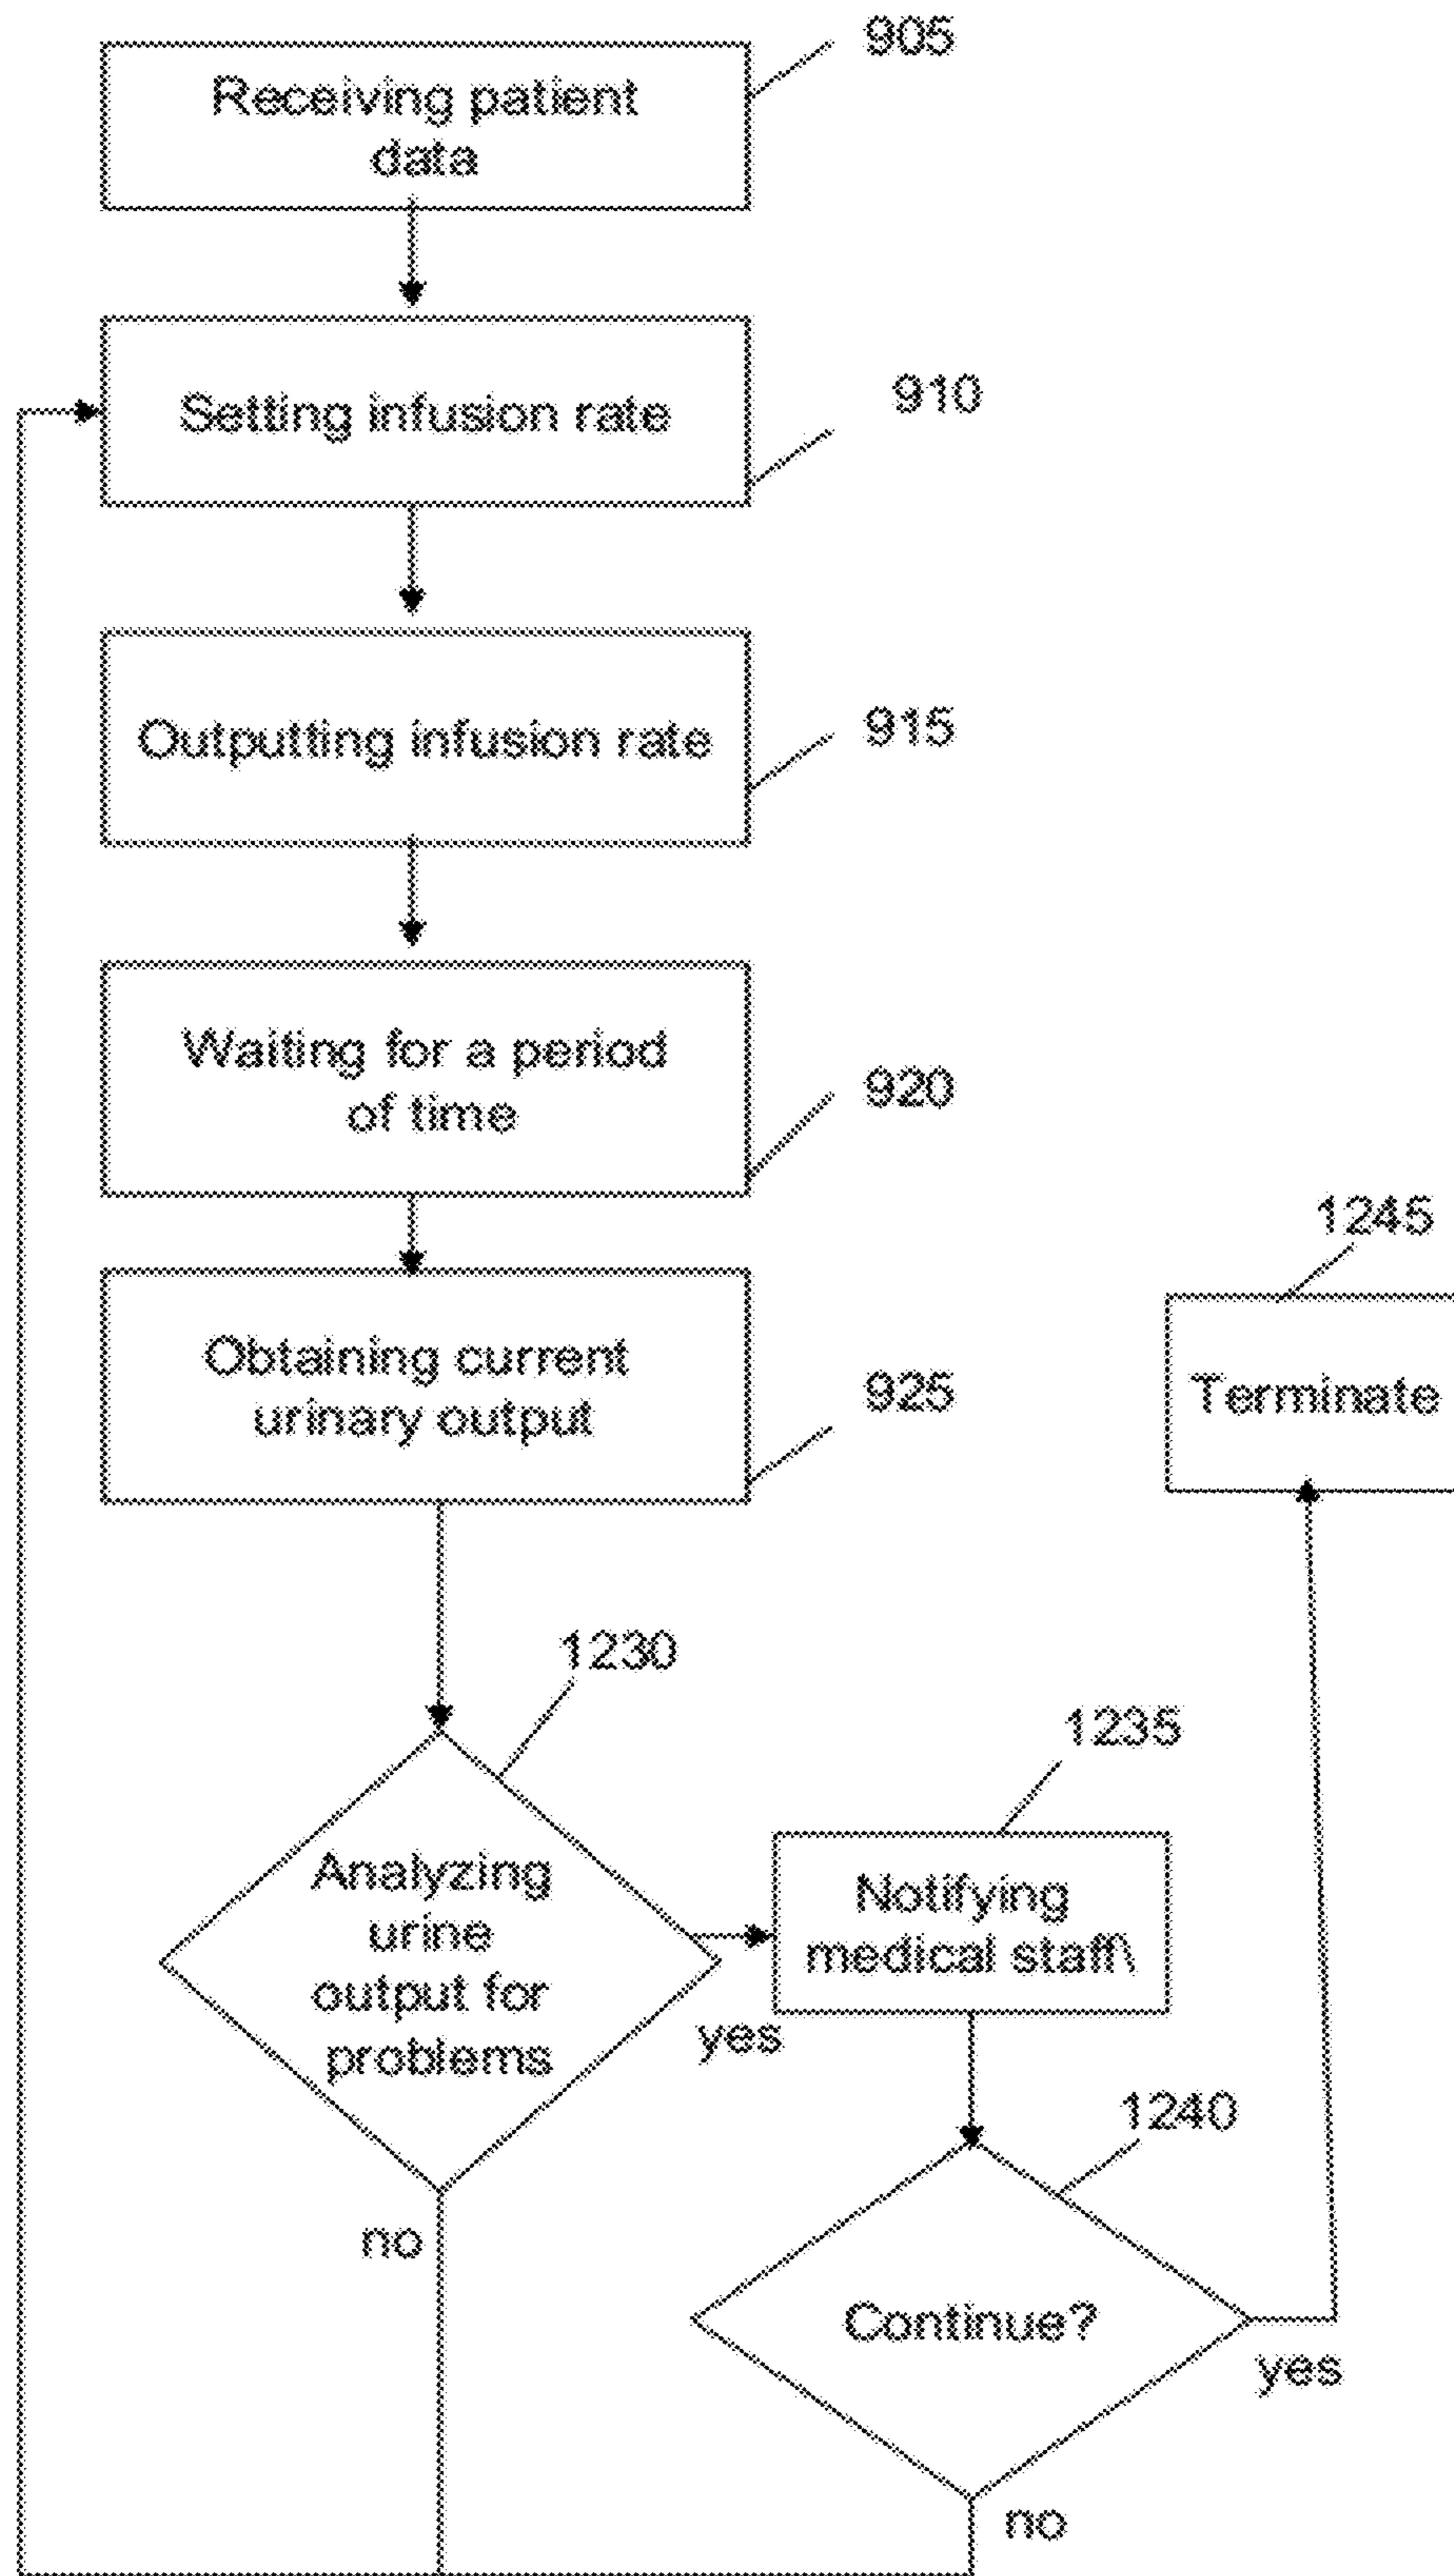 905
Receiving patient
data
Setting infusion rate
910
Outputting infusion rate
915
Waiting for a period
of time
920
Obtaining current
urinary output
925
1245
Terminate
1230
Analyzing
urine
output for
problems
yes
no
1235
Notifying
medical staff\
1240
Continue?
yes
no